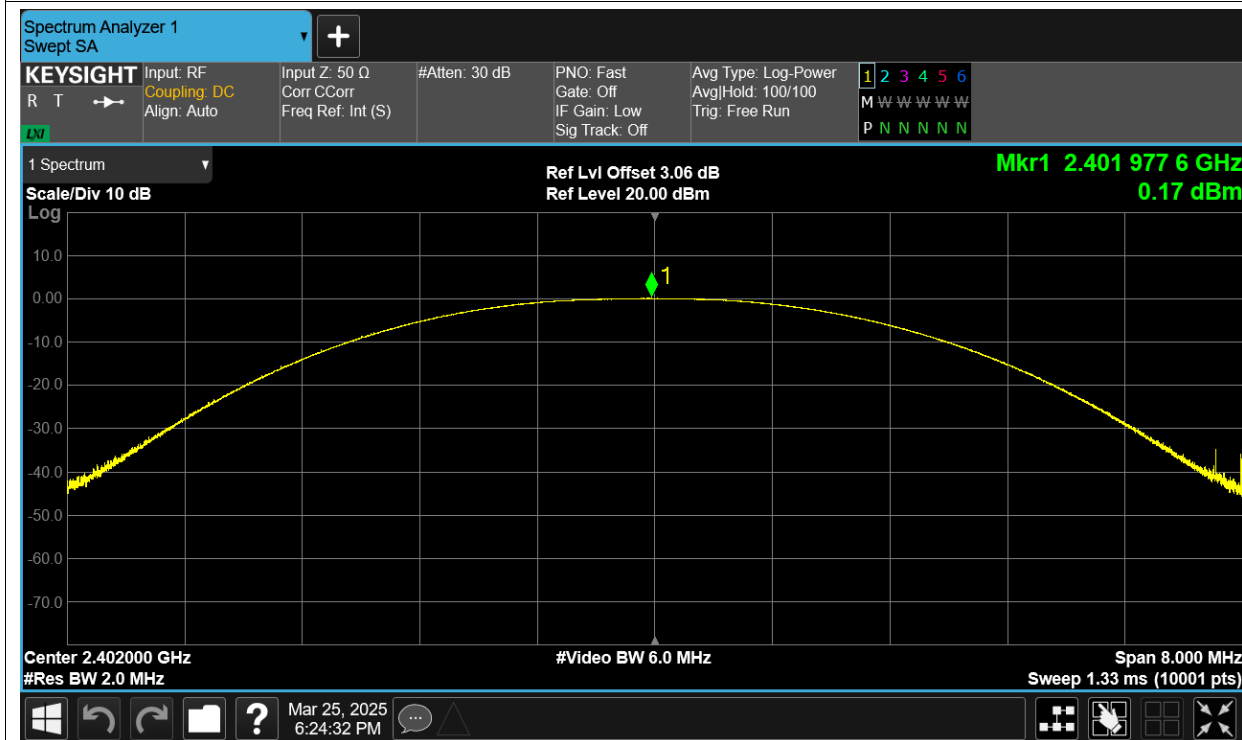 Spectrum Analyzer 1
Swept SA
+
KEYSIGHT
R T
LXI
Input: RF
Coupling: DC
Align: Auto
Input Z: 50 Ω
Corr CCorr
Freq Ref: Int (S)
#Atten: 30 dB
PNO: Fast
Gate: Off
IF Gain: Low
Sig Track: Off
Avg Type: Log-Power
Avg|Hold: 100/100
Trig: Free Run
1 2 3 4 5 6
M W W W W W
P N N N N N
1 Spectrum
Scale/Div 10 dB
Log
Ref Lvl Offset 3.06 dB
Ref Level 20.00 dBm
Mkr1 2.401 977 6 GHz
0.17 dBm
1
10.0
0.00
-10.0
-20.0
-30.0
-40.0
-50.0
-60.0
-70.0
Center 2.402000 GHz
#Res BW 2.0 MHz
#Video BW 6.0 MHz
Span 8.000 MHz
Sweep 1.33 ms (10001 pts)
?
Mar 25, 2025
6:24:32 PM